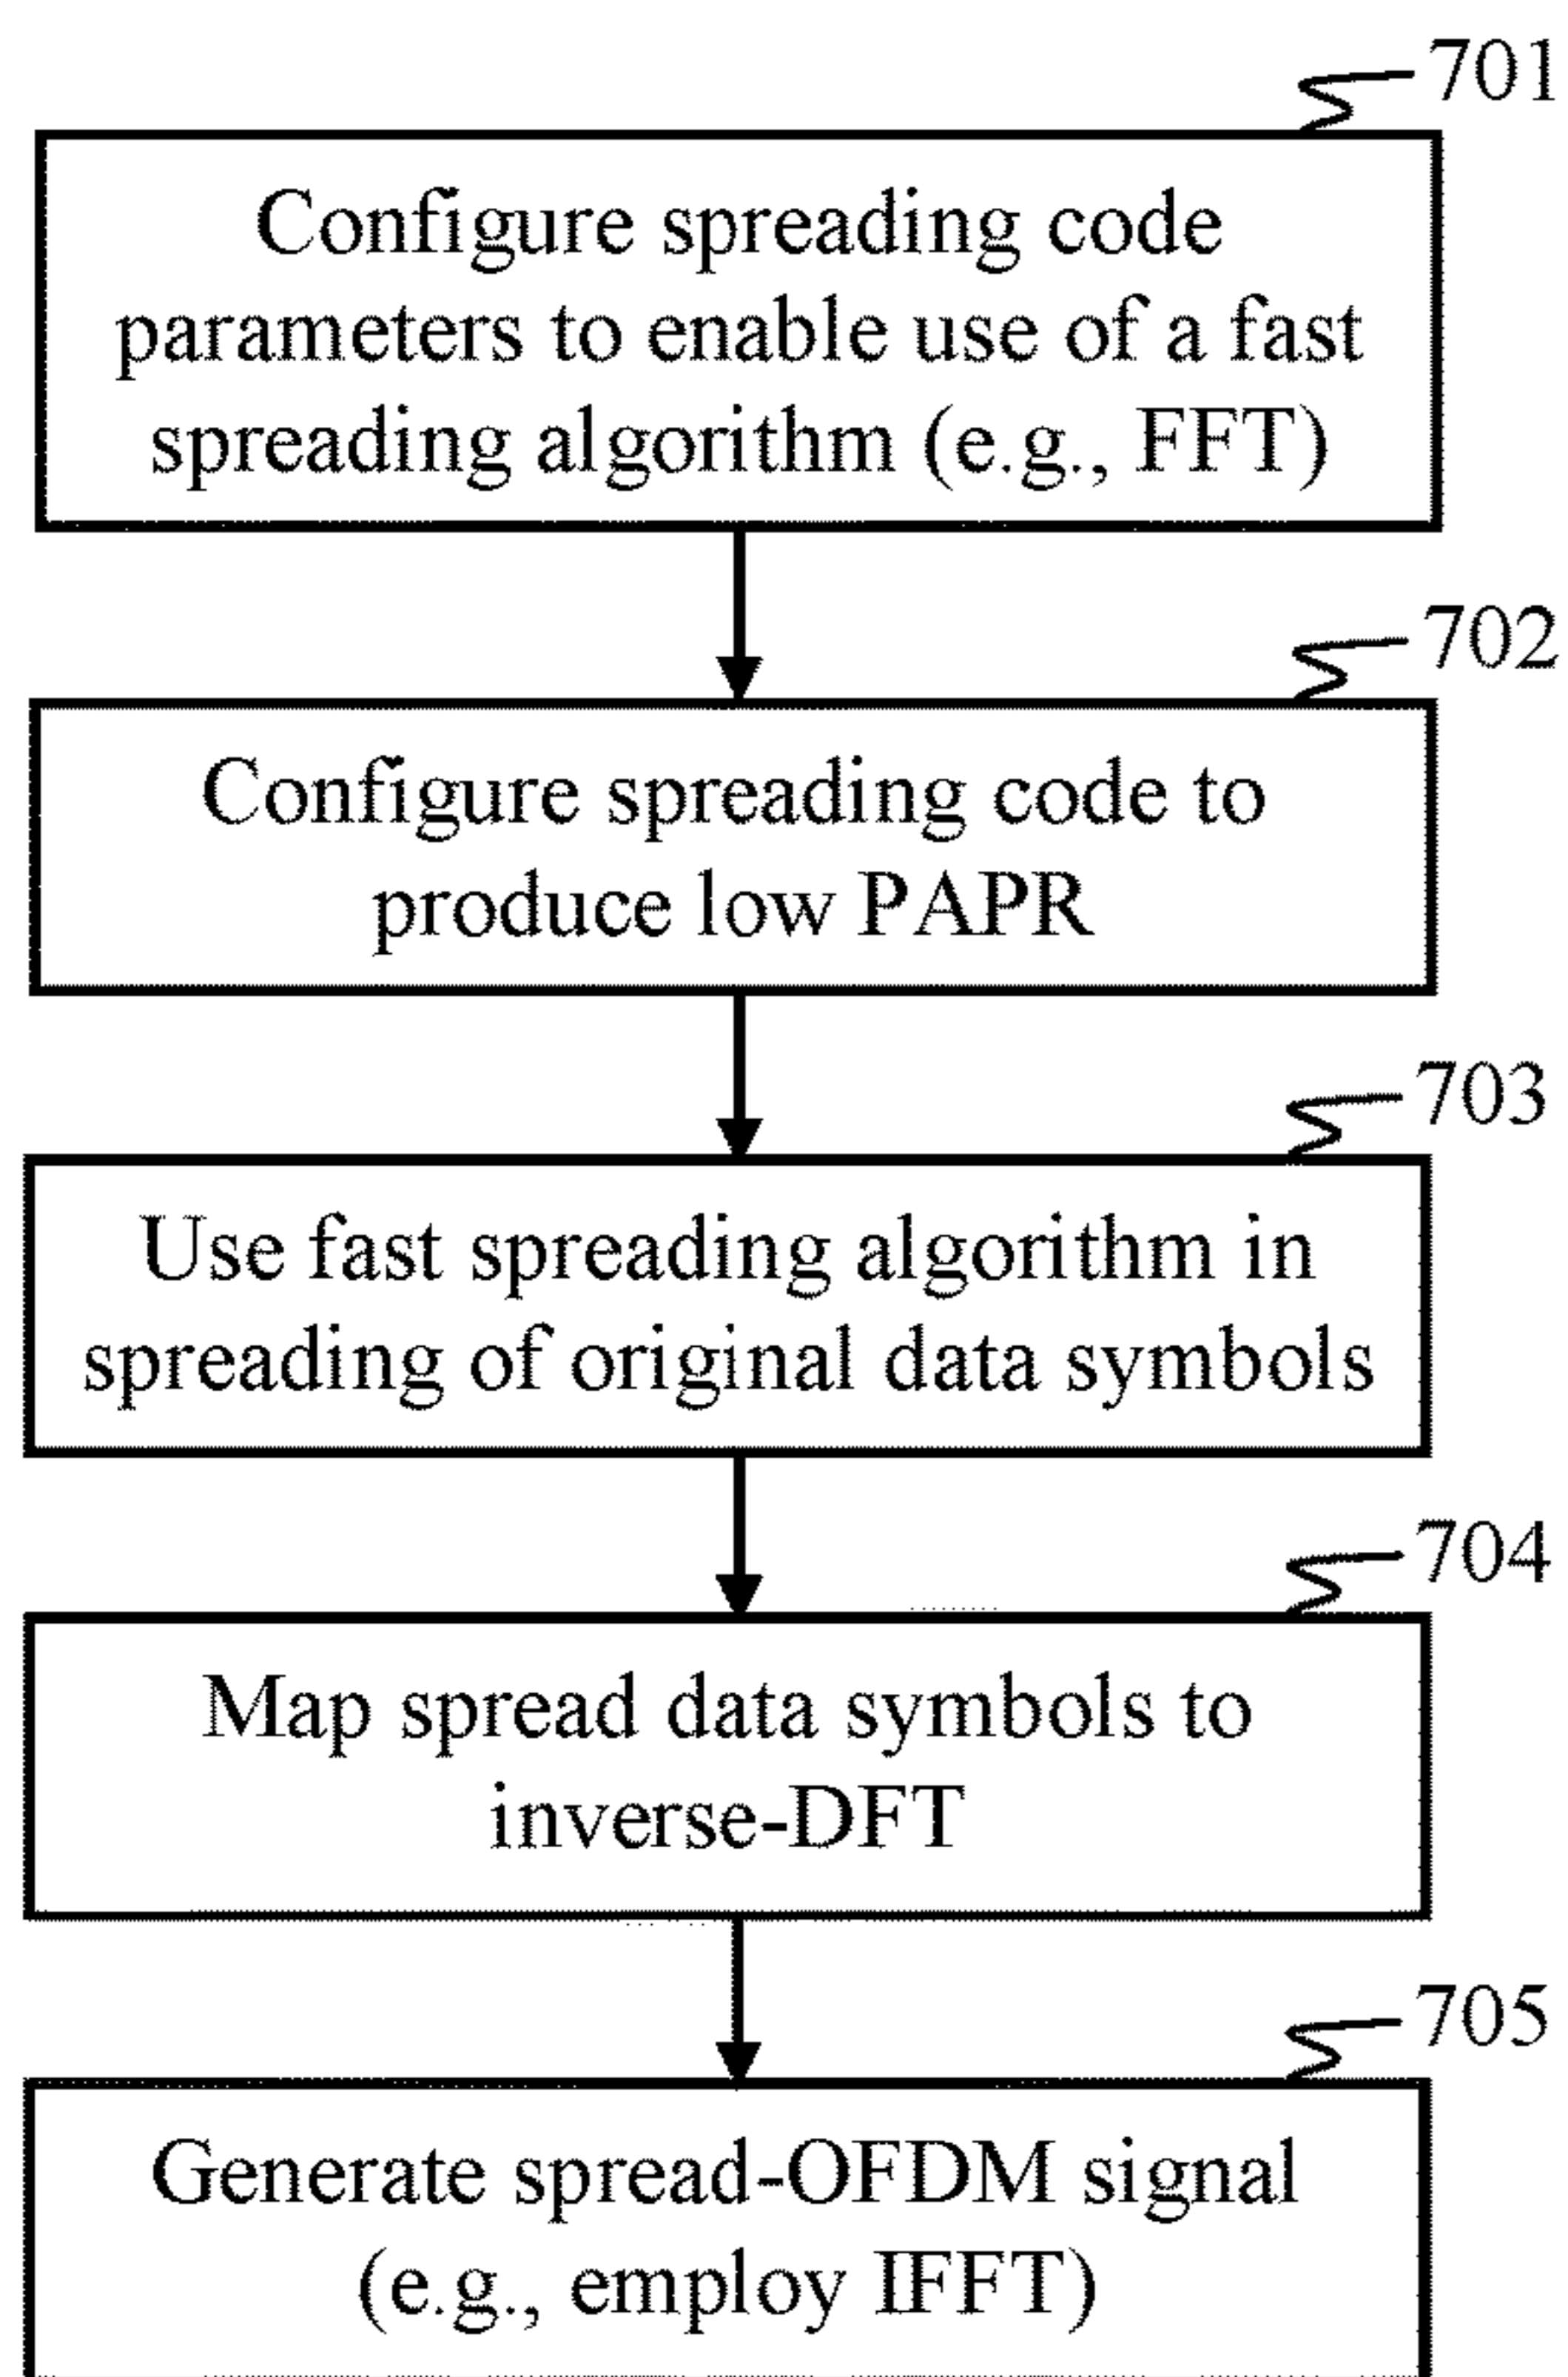 701
Configure spreading code
parameters to enable use of a fast
spreading algorithm (e.g., FFT)
702
Configure spreading code to
produce low PAPR
703
Use fast spreading algorithm in
spreading of original data symbols
704
Map spread data symbols to
inverse-DFT
705
Generate spread-OFDM signal
(e.g., employ IFFT)